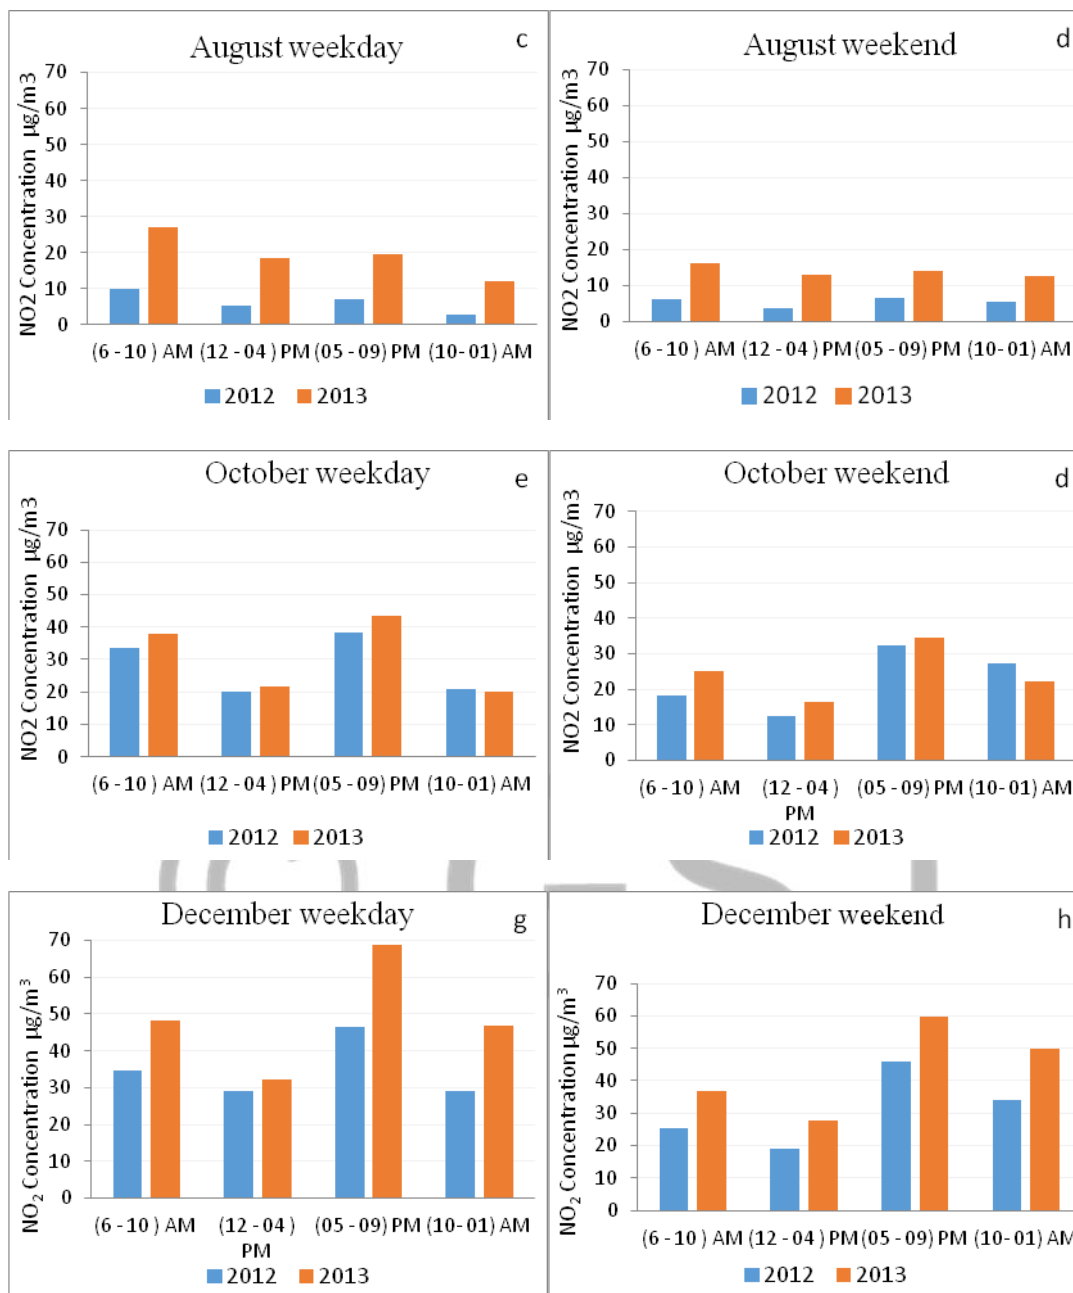 August weekday
c
NO2 Concentration µg/m3
70
60
50
40
30
20
10
0
(6 - 10 ) AM (12 - 04 ) PM (05 - 09) PM (10- 01) AM
2012 2013
August weekend
d
NO2 Concentration µg/m3
70
60
50
40
30
20
10
0
(6 - 10 ) AM (12 - 04 ) PM (05 - 09) PM (10- 01) AM
2012 2013
October weekday
e
NO2 Concentration µg/m3
70
60
50
40
30
20
10
0
(6 - 10 ) AM (12 - 04 ) PM (05 - 09) PM (10- 01) AM
2012 2013
October weekend
d
NO2 Concentration µg/m3
70
60
50
40
30
20
10
0
(6 - 10 ) AM (12 - 04 ) PM (05 - 09) PM (10- 01) AM
2012 2013
December weekday
g
NO₂ Concentration µg/m³
70
60
50
40
30
20
10
0
(6 - 10 ) AM (12 - 04 ) PM (05 - 09) PM (10- 01) AM
2012 2013
December weekend
h
NO₂ Concentration µg/m³
70
60
50
40
30
20
10
0
(6 - 10 ) AM (12 - 04 ) PM (05 - 09) PM (10- 01) AM
2012 2013